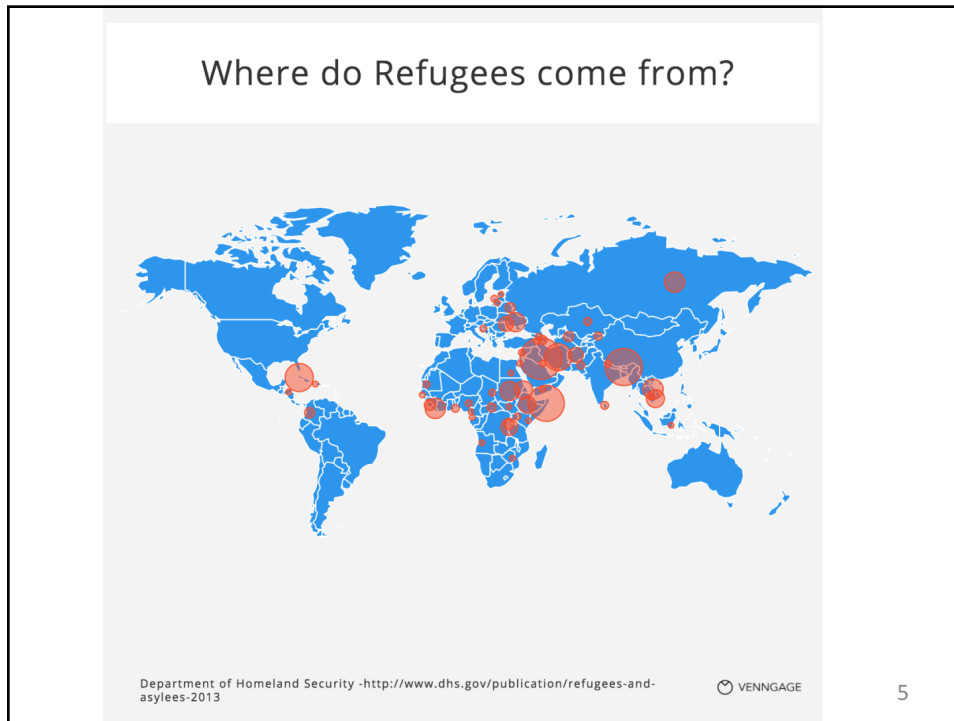 Where do Refugees come from?
Department of Homeland Security -http://www.dhs.gov/publication/refugees-and-
asylees-2013
VENNGAGE
5